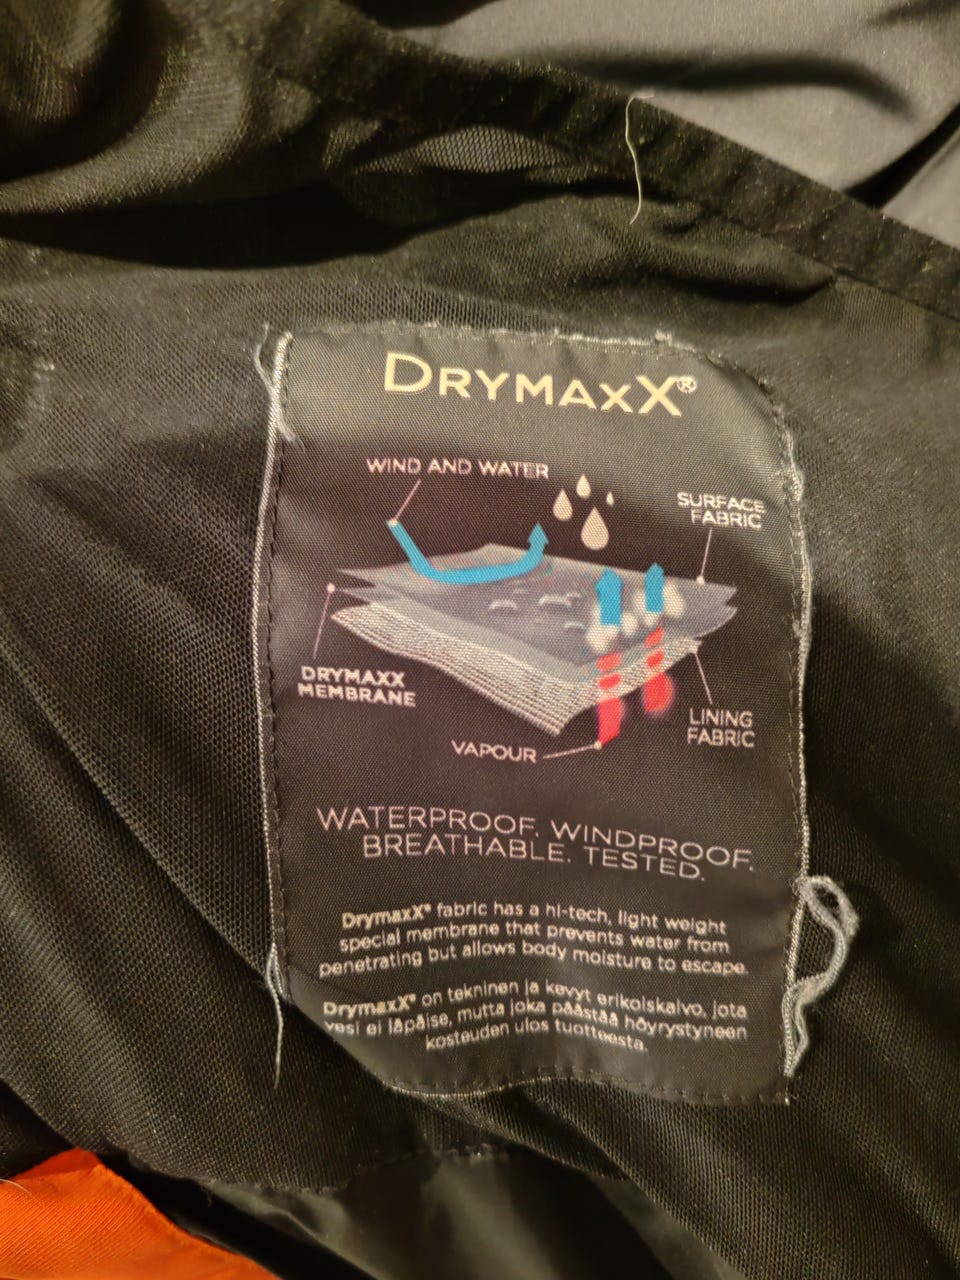 DRYMAXX®
WIND AND WATER
SURFACE
FABRIC
DRYMAXX
MEMBRANE
LINING
FABRIC
VAPOUR
WATERPROOF. WINDPROOF.
BREATHABLE. TESTED.
DrymaxX® fabric has a hi-tech, light weight
special membrane that prevents water from
penetrating but allows body moisture to escape.
DrymaxX® on tekninen ja kevyt erikoiskalvo, jota
vesi ei läpäise, mutta joka päästää höyrystyneen
kosteuden ulos tuotteesta.